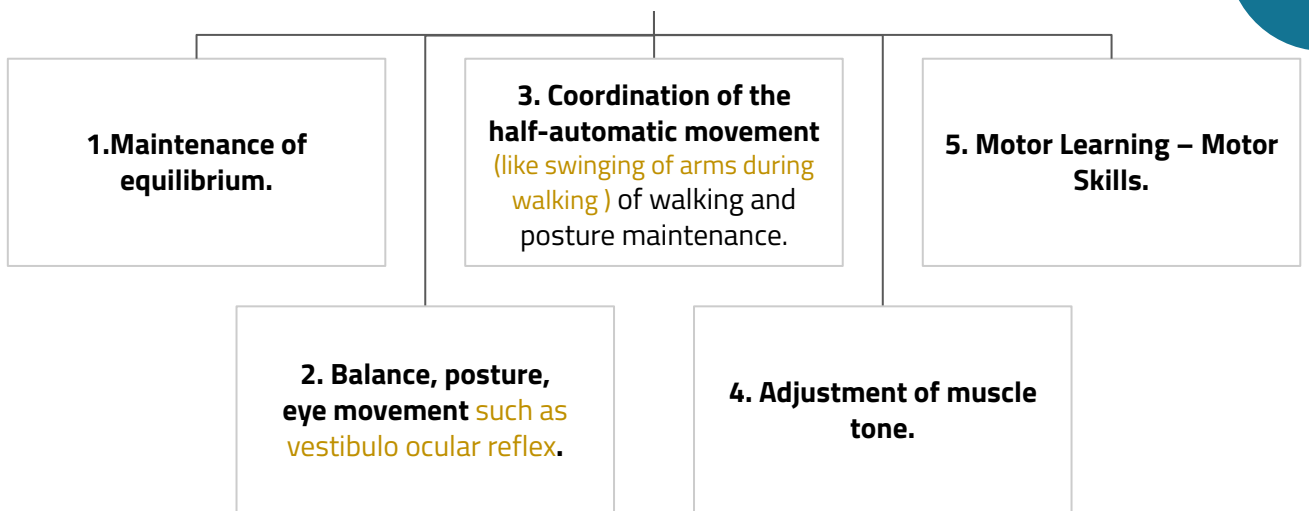 1.Maintenance of
equilibrium.
2. Balance, posture,
eye movement such as
vestibulo ocular reflex.
3. Coordination of the
half-automatic movement
(like swinging of arms during
walking ) of walking and
posture maintenance.
4. Adjustment of muscle
tone.
5. Motor Learning – Motor
Skills.